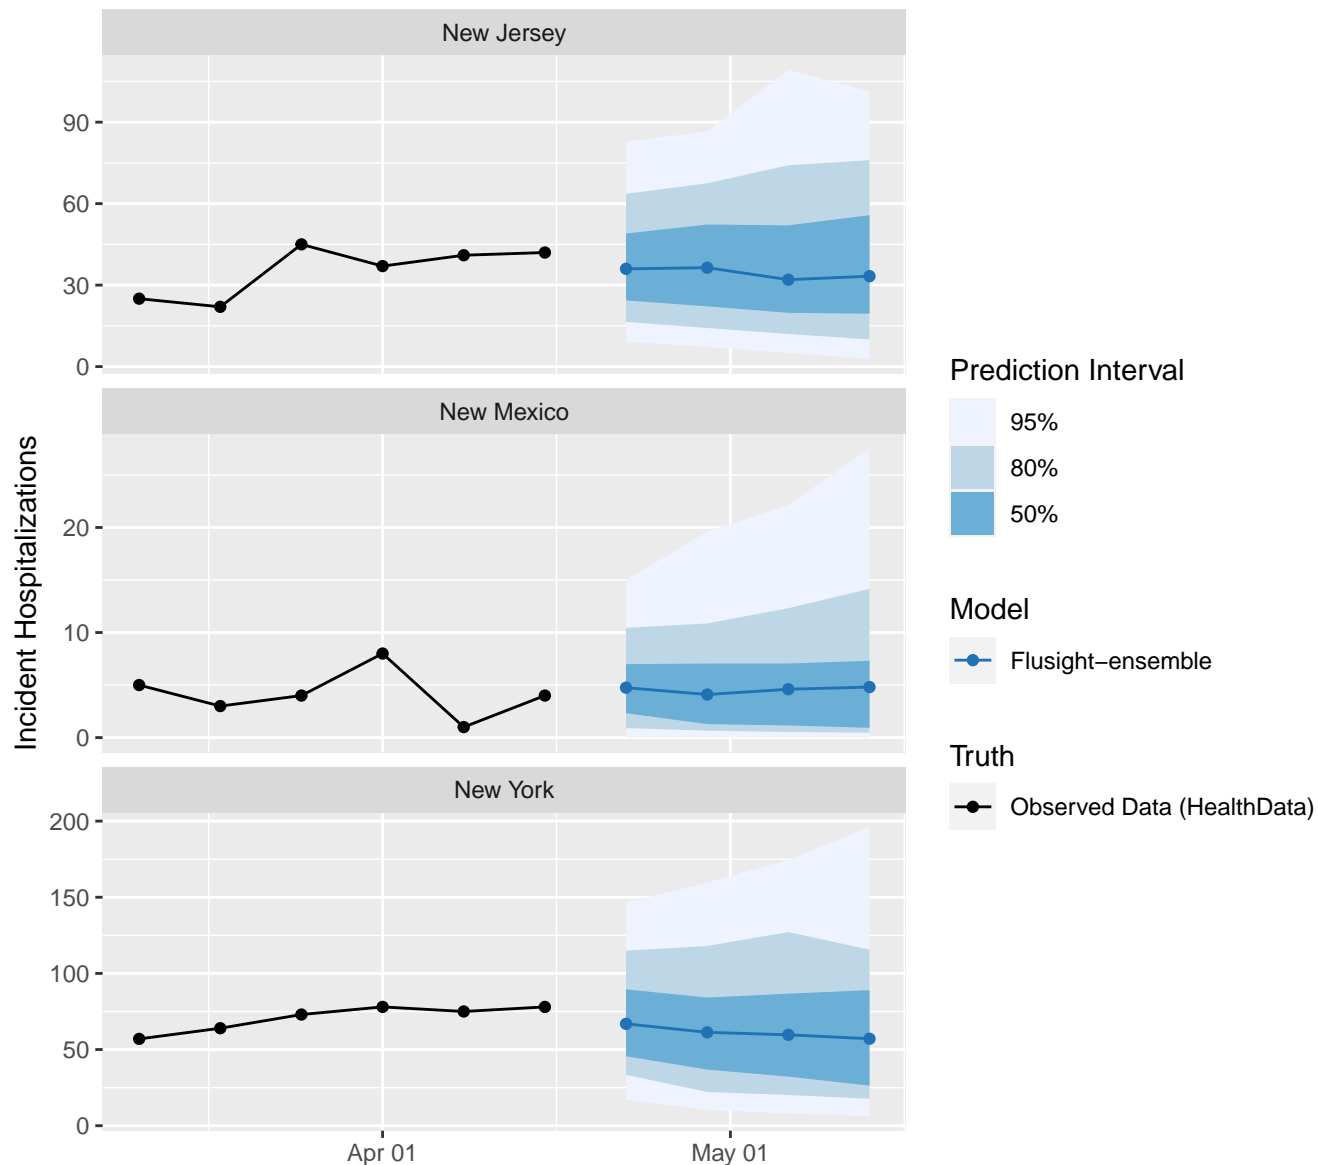 New Jersey
90
60
30
0
New Mexico
20
10
0
New York
200
150
100
50
0
Apr 01
May 01
Incident Hospitalizations
Prediction Interval
95%
80%
50%
Model
Flusight−ensemble
Truth
Observed Data (HealthData)